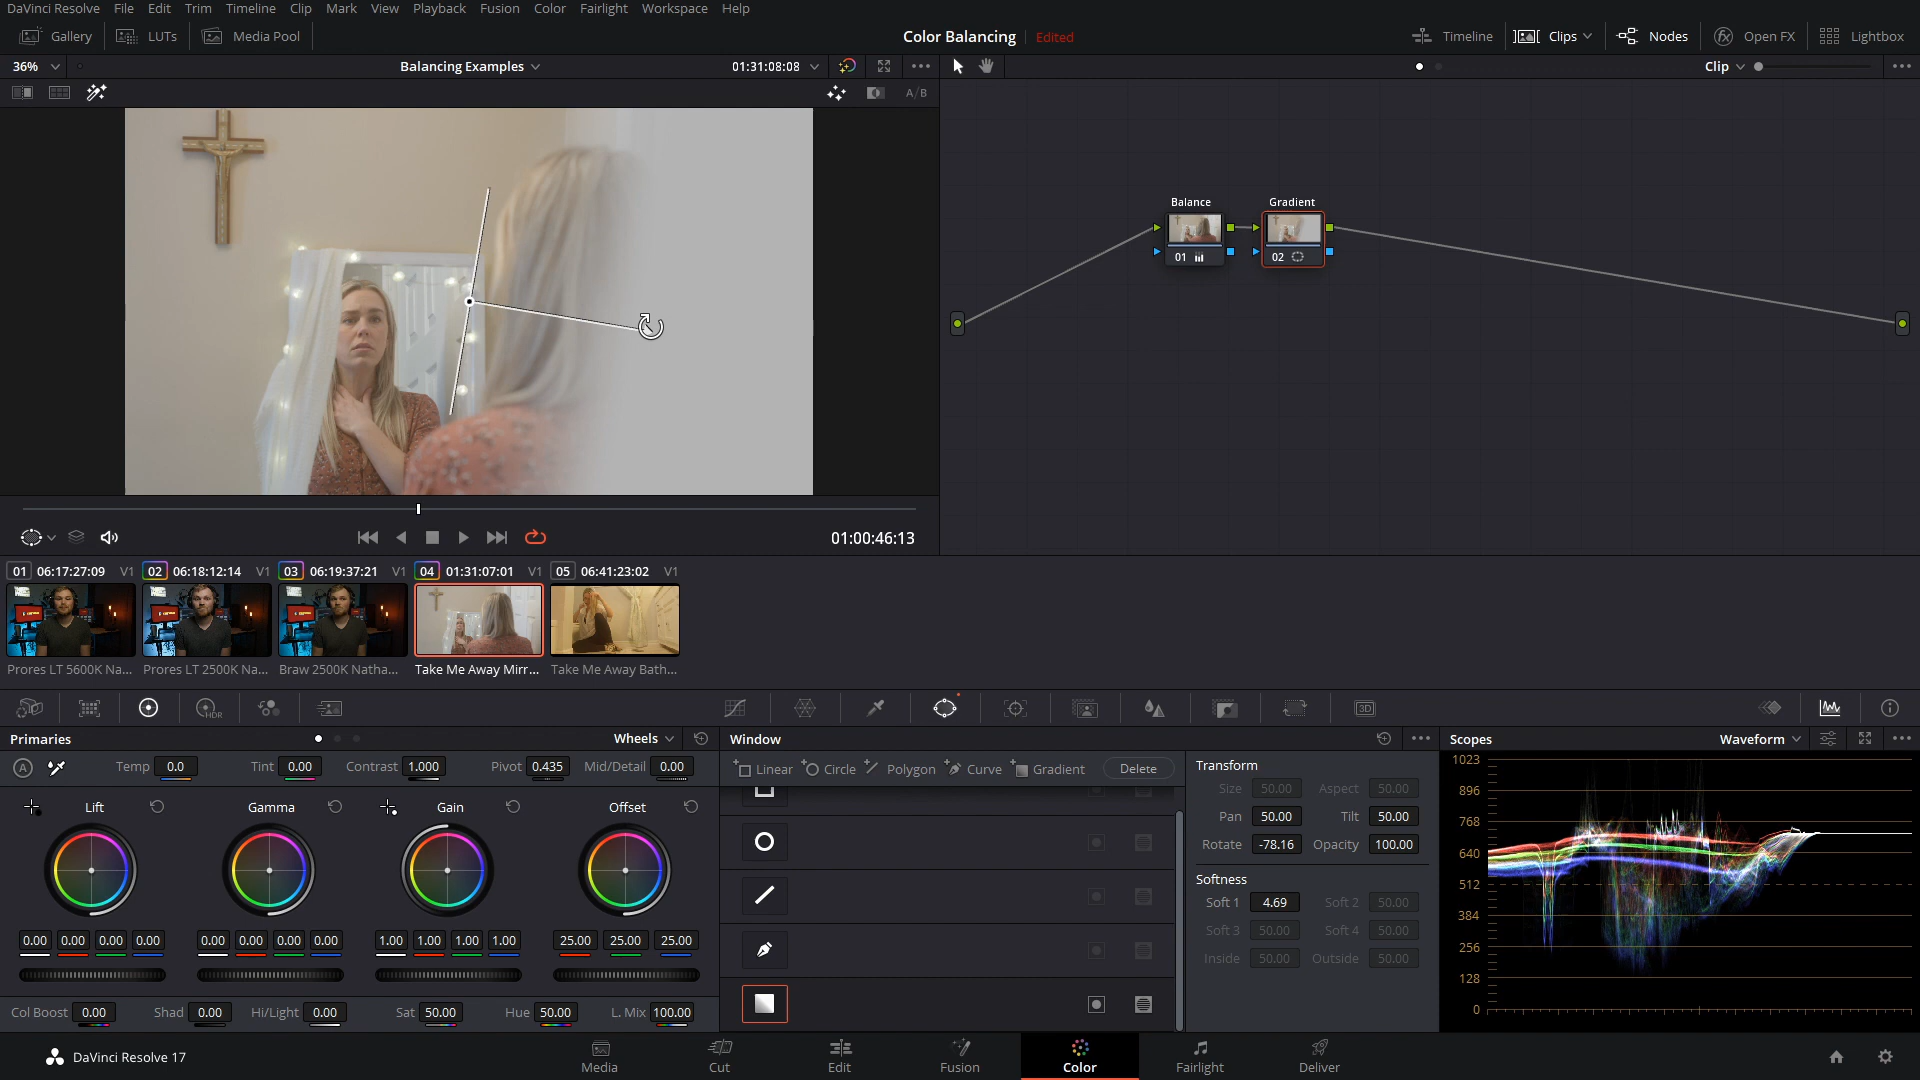 DaVinci Resolve File Edit Trim Timeline Clip Mark View Playback Fusion Color Fairlight Workspace Help
Gallery LUTs Media Pool Color Balancing Edited Timeline Clips Nodes Open FX Lightbox
36% Balancing Examples 01:31:08:08 Clip
A/B
Balance Gradient
01 02
01:00:46:13
01 06:17:27:09 V1 02 06:18:12:14 V1 03 06:19:37:21 V1 04 01:31:07:01 V1 05 06:41:23:02 V1
Prores LT 5600K Na... Prores LT 2500K Na... Braw 2500K Natha... Take Me Away Mirr... Take Me Away Bath...
HDR 3D
Primaries Wheels Window Scopes Waveform
A Temp 0.0 Tint 0.00 Contrast 1.000 Pivot 0.435 Mid/Detail 0.00
Linear Circle Polygon Curve Gradient Delete
Lift Gamma Gain Offset
0.00 0.00 0.00 0.00 0.00 0.00 0.00 0.00 1.00 1.00 1.00 1.00 25.00 25.00 25.00
Col Boost 0.00 Shad 0.00 Hi/Light 0.00 Sat 50.00 Hue 50.00 L. Mix 100.00
Transform
Size 50.00 Aspect 50.00
Pan 50.00 Tilt 50.00
Rotate -78.16 Opacity 100.00
Softness
Soft 1 4.69 Soft 2 50.00
Soft 3 50.00 Soft 4 50.00
Inside 50.00 Outside 50.00
1023
896
768
640
512
384
256
128
0
DaVinci Resolve 17 Media Cut Edit Fusion Color Fairlight Deliver